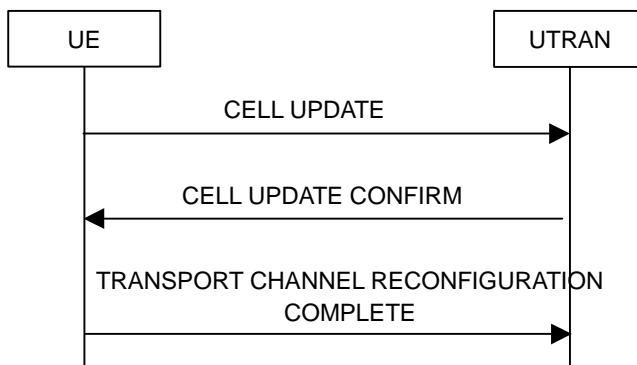 UE
UTRAN
CELL UPDATE
CELL UPDATE CONFIRM
TRANSPORT CHANNEL RECONFIGURATION
COMPLETE